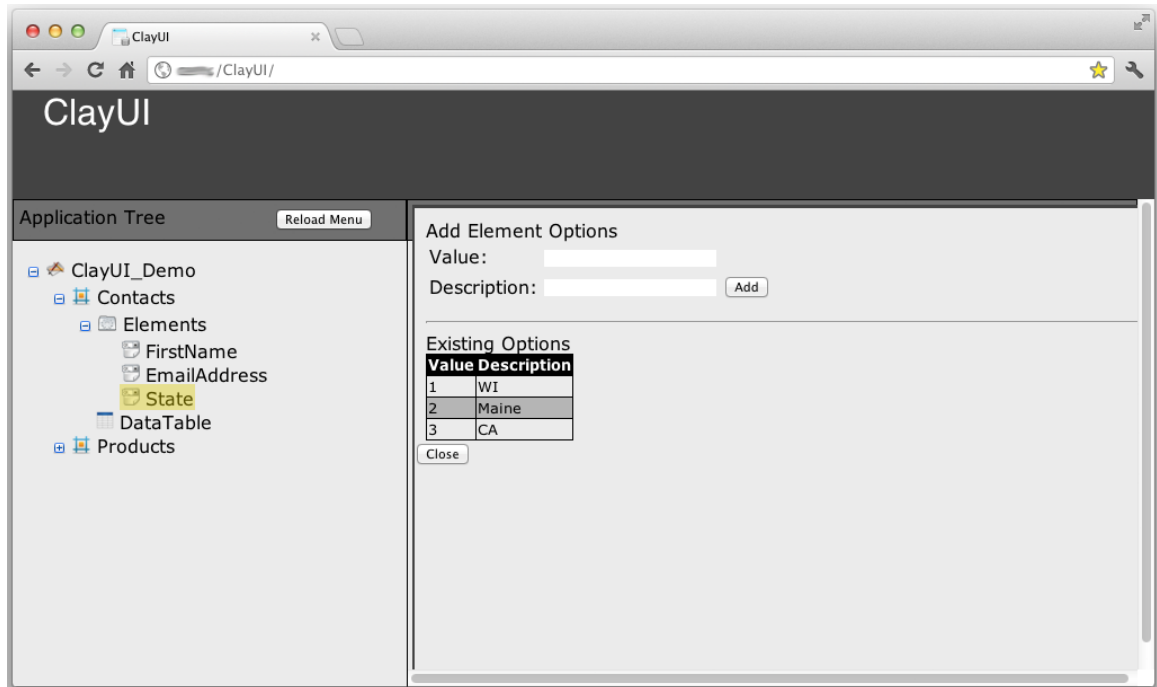 ClayUI
/ClayUI/
ClayUI
Application Tree
Reload Menu
ClayUI_Demo
Contacts
Elements
FirstName
EmailAddress
State
DataTable
Products
Add Element Options
Value:
Description:
Add
Existing Options
Value Description
1 WI
2 Maine
3 CA
Close